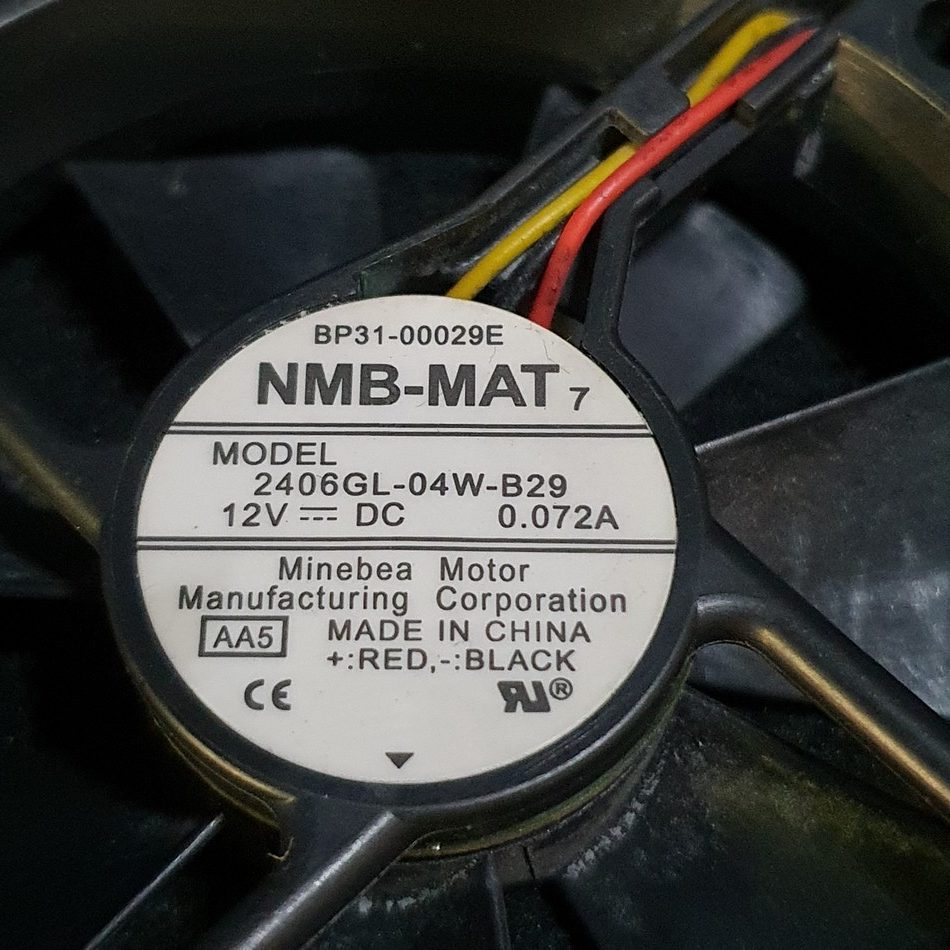 BP31-00029E
NMB-MAT 7
MODEL
2406GL-04W-B29
12V ⎓ DC 0.072A
Minebea Motor
Manufacturing Corporation
AA5 MADE IN CHINA
+:RED,-:BLACK
CE RU®